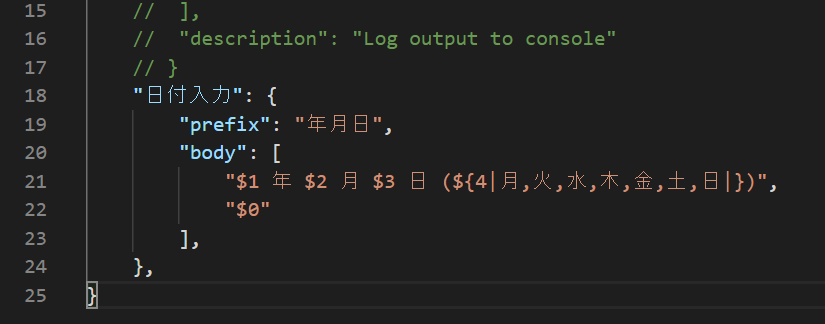 15 // ],
16 // "description": "Log output to console"
17 // }
18 "日付入力": {
19 "prefix": "年月日",
20 "body": [
21 "$1 年 $2 月 $3 日 (${4|月,火,水,木,金,土,日|})",
22 "$0"
23 ],
24 },
25 }